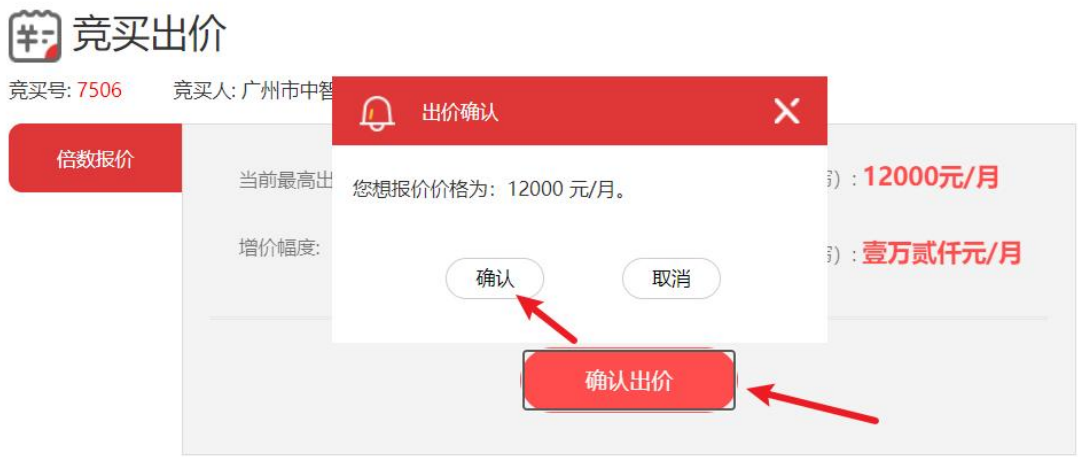 竞买出价
竞买号: 7506 竞买人: 广州市中智
出价确认
倍数报价
当前最高出 12000元/月
您想报价价格为：12000 元/月。
增价幅度: 壹万贰仟元/月
确认 取消
确认出价